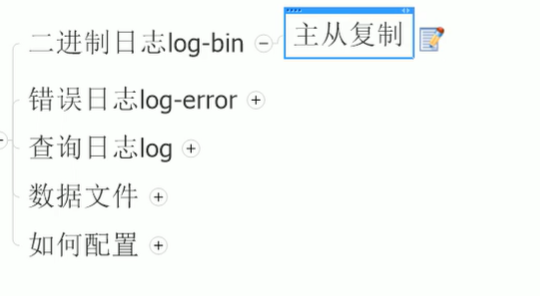 二进制日志log-bin
主从复制
错误日志log-error
查询日志log
数据文件
如何配置